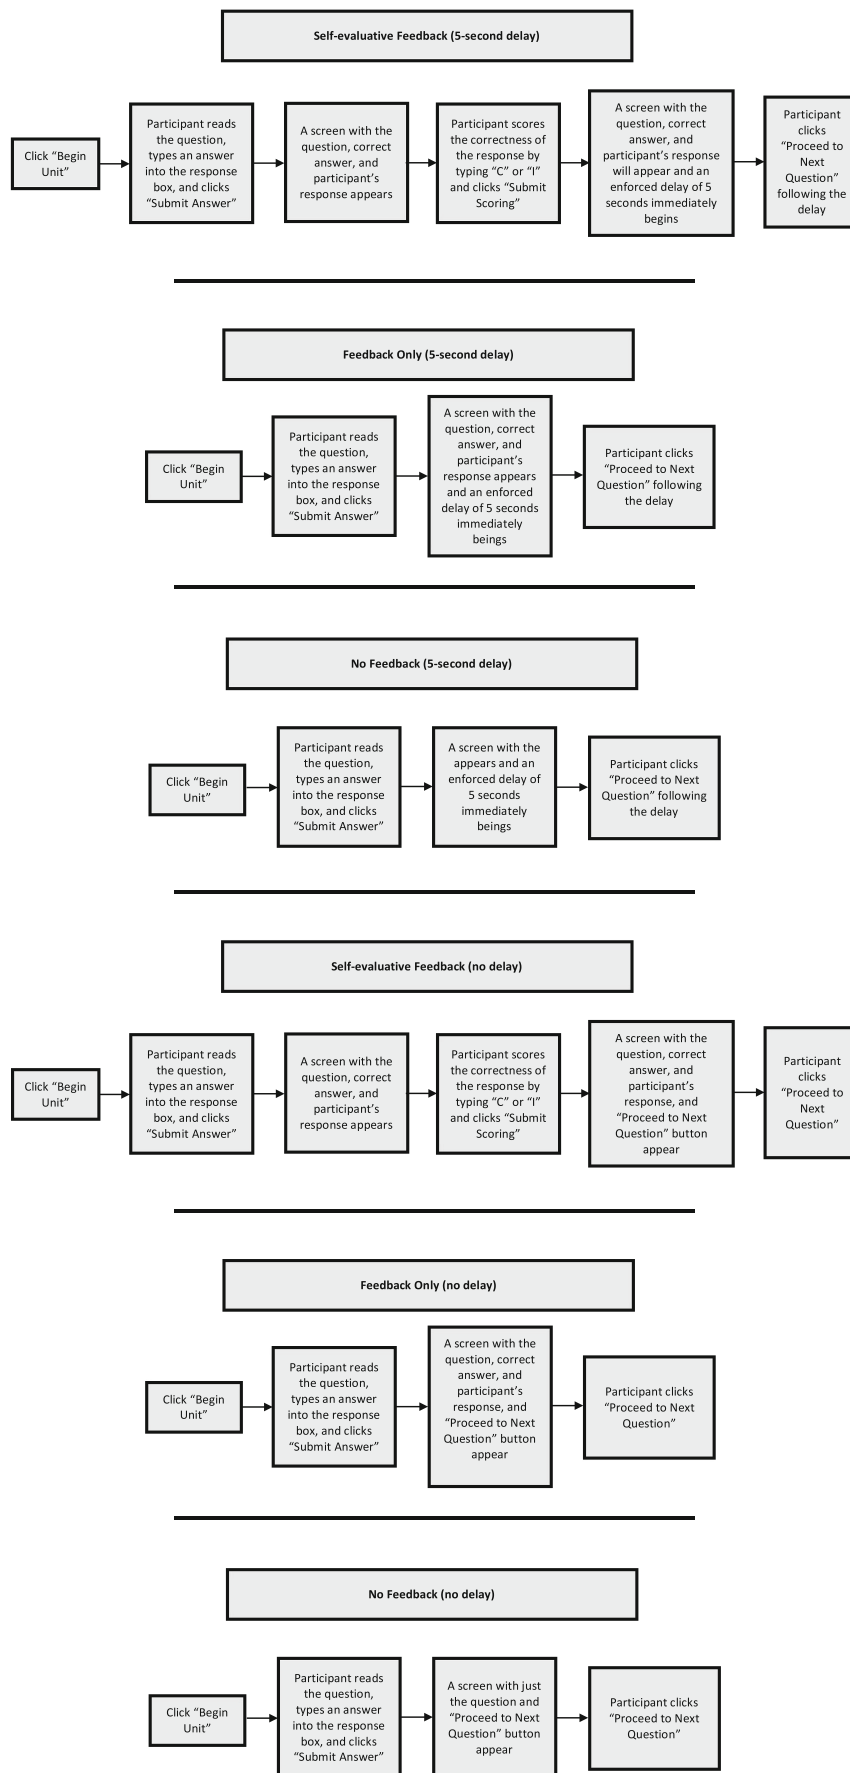 Self-evaluative Feedback (5-second delay)
Click “Begin
Unit”
Participant reads
the question,
types an answer
into the response
box, and clicks
“Submit Answer”
A screen with the
question, correct
answer, and
participant’s
response appears
Participant scores
the correctness of
the response by
typing “C” or “I”
and clicks “Submit
Scoring”
A screen with the
question, correct
answer, and
participant’s response
will appear and an
enforced delay of 5
seconds immediately
begins
Participant
clicks
“Proceed to
Next
Question”
following the
delay
Feedback Only (5-second delay)
Click “Begin
Unit”
Participant reads
the question,
types an answer
into the response
box, and clicks
“Submit Answer”
A screen with the
question, correct
answer, and
participant’s
response appears
and an enforced
delay of 5 seconds
immediately
beings
Participant clicks
“Proceed to Next
Question” following
the delay
No Feedback (5-second delay)
Click “Begin
Unit”
Participant reads
the question,
types an answer
into the response
box, and clicks
“Submit Answer”
A screen with the
appears and an
enforced delay of
5 seconds
immediately
beings
Participant clicks
“Proceed to Next
Question” following
the delay
Self-evaluative Feedback (no delay)
Click “Begin
Unit”
Participant reads
the question,
types an answer
into the response
box, and clicks
“Submit Answer”
A screen with the
question, correct
answer, and
participant’s
response appears
Participant scores
the correctness of
the response by
typing “C” or “I”
and clicks “Submit
Scoring”
A screen with the
question, correct
answer, and
participant’s
response, and
“Proceed to Next
Question” button
appear
Participant
clicks
“Proceed to
Next
Question”
Feedback Only (no delay)
Click “Begin
Unit”
Participant reads
the question,
types an answer
into the response
box, and clicks
“Submit Answer”
A screen with the
question, correct
answer, and
participant’s
response, and
“Proceed to Next
Question” button
appear
Participant clicks
“Proceed to Next
Question”
No Feedback (no delay)
Click “Begin
Unit”
Participant reads
the question,
types an answer
into the response
box, and clicks
“Submit Answer”
A screen with just
the question and
“Proceed to Next
Question” button
appear
Participant clicks
“Proceed to Next
Question”